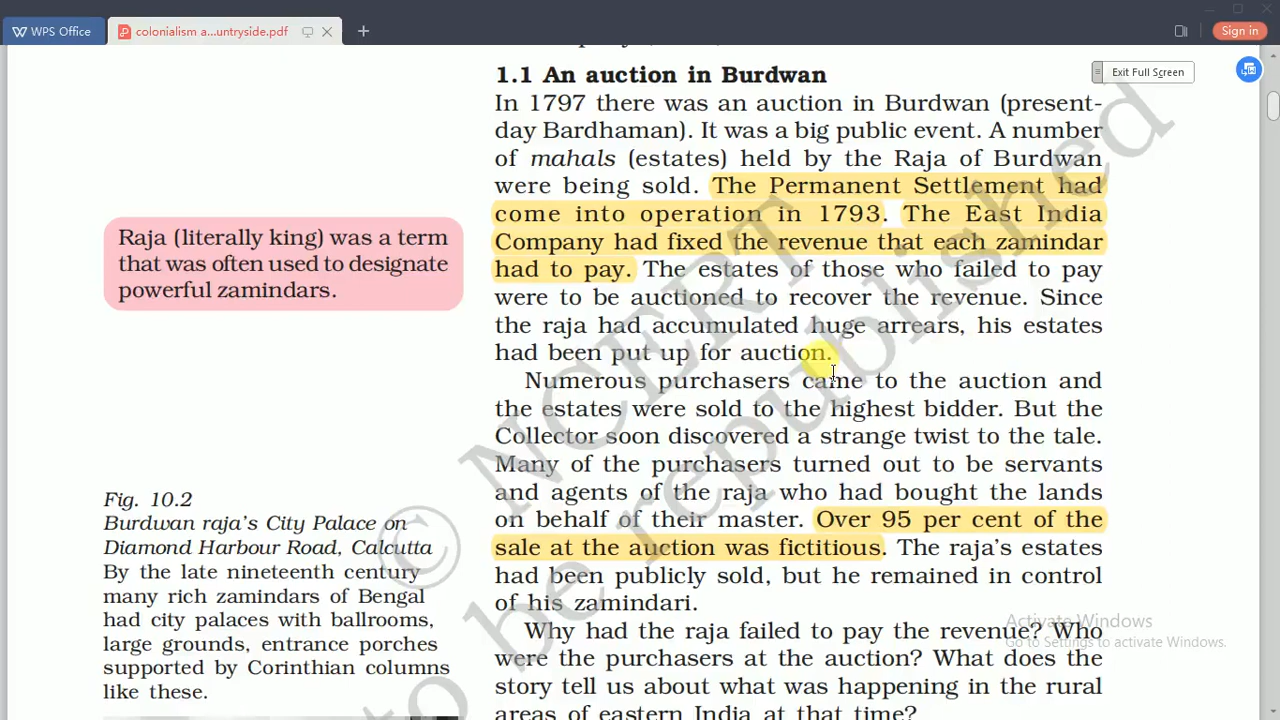 WPS Office
colonialism a...untryside.pdf
Sign in
Exit Full Screen
1.1 An auction in Burdwan
In 1797 there was an auction in Burdwan (present-
day Bardhaman). It was a big public event. A number
of mahals (estates) held by the Raja of Burdwan
were being sold. The Permanent Settlement had
come into operation in 1793. The East India
Company had fixed the revenue that each zamindar
had to pay. The estates of those who failed to pay
were to be auctioned to recover the revenue. Since
the raja had accumulated huge arrears, his estates
had been put up for auction.
Numerous purchasers came to the auction and
the estates were sold to the highest bidder. But the
Collector soon discovered a strange twist to the tale.
Many of the purchasers turned out to be servants
and agents of the raja who had bought the lands
on behalf of their master. Over 95 per cent of the
sale at the auction was fictitious. The raja's estates
had been publicly sold, but he remained in control
of his zamindari.
Why had the raja failed to pay the revenue? Who
were the purchasers at the auction? What does the
story tell us about what was happening in the rural
areas of eastern India at that time?
Raja (literally king) was a term
that was often used to designate
powerful zamindars.
Fig. 10.2
Burdwan raja's City Palace on
Diamond Harbour Road, Calcutta
By the late nineteenth century
many rich zamindars of Bengal
had city palaces with ballrooms,
large grounds, entrance porches
supported by Corinthian columns
like these.
© NCERT
to be republished
Activate Windows
Go to Settings to activate Windows.